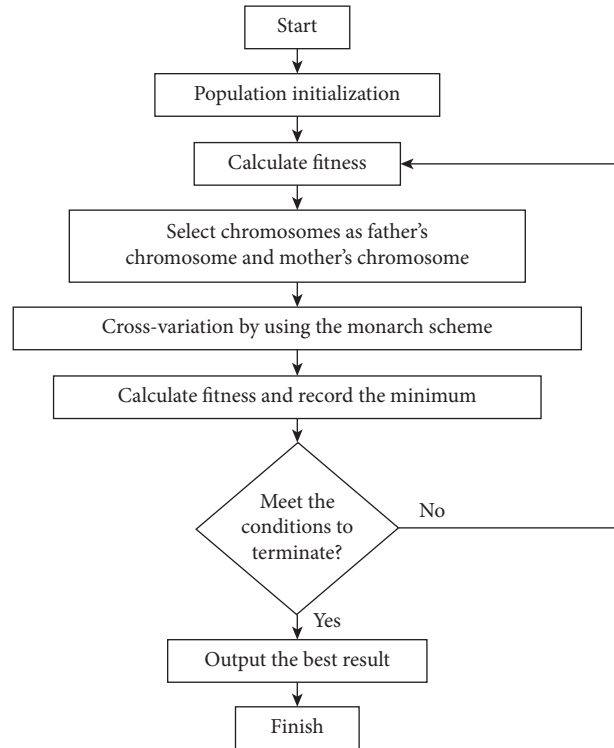 Start
Population initialization
Calculate fitness
Select chromosomes as father's
chromosome and mother's chromosome
Cross-variation by using the monarch scheme
Calculate fitness and record the minimum
Meet the
conditions to
terminate?
No
Yes
Output the best result
Finish